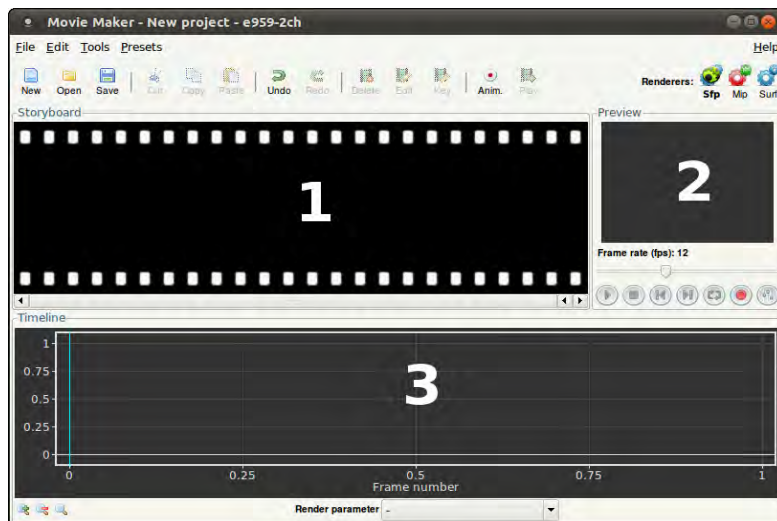 Movie Maker - New project - e959-2ch
File Edit Tools Presets Help
New Open Save Cut Copy Paste Undo Redo Delete Edit Key Anim. Play Renderers: Sfp Mip Surf
Storyboard Preview
1
2
Frame rate (fps): 12
Timeline
1
0.75
0.5
0.25
0
3
0 0.25 0.5 0.75 1
Frame number
Render parameter -